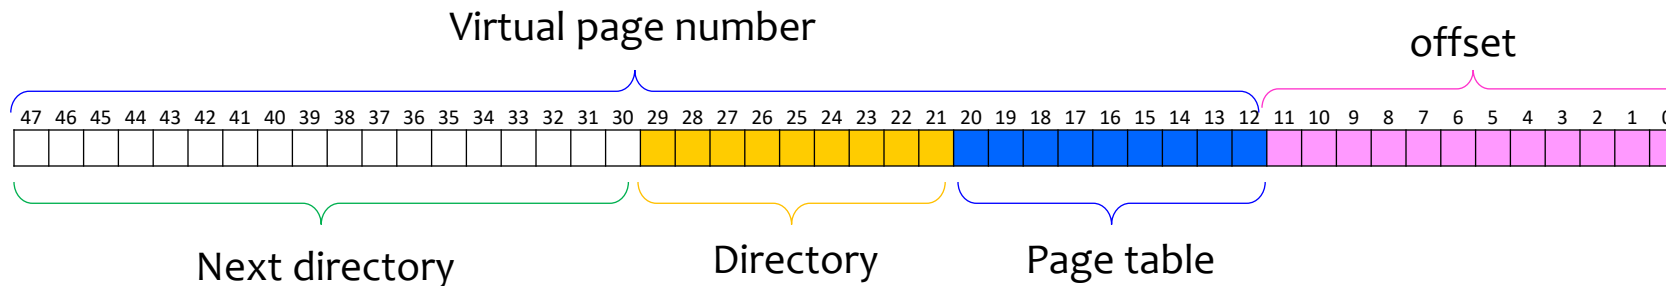 Virtual page number
offset
47 46 45 44 43 42 41 40 39 38 37 36 35 34 33 32 31 30 29 28 27 26 25 24 23 22 21 20 19 18 17 16 15 14 13 12 11 10 9 8 7 6 5 4 3 2 1 0
Next directory
Directory
Page table